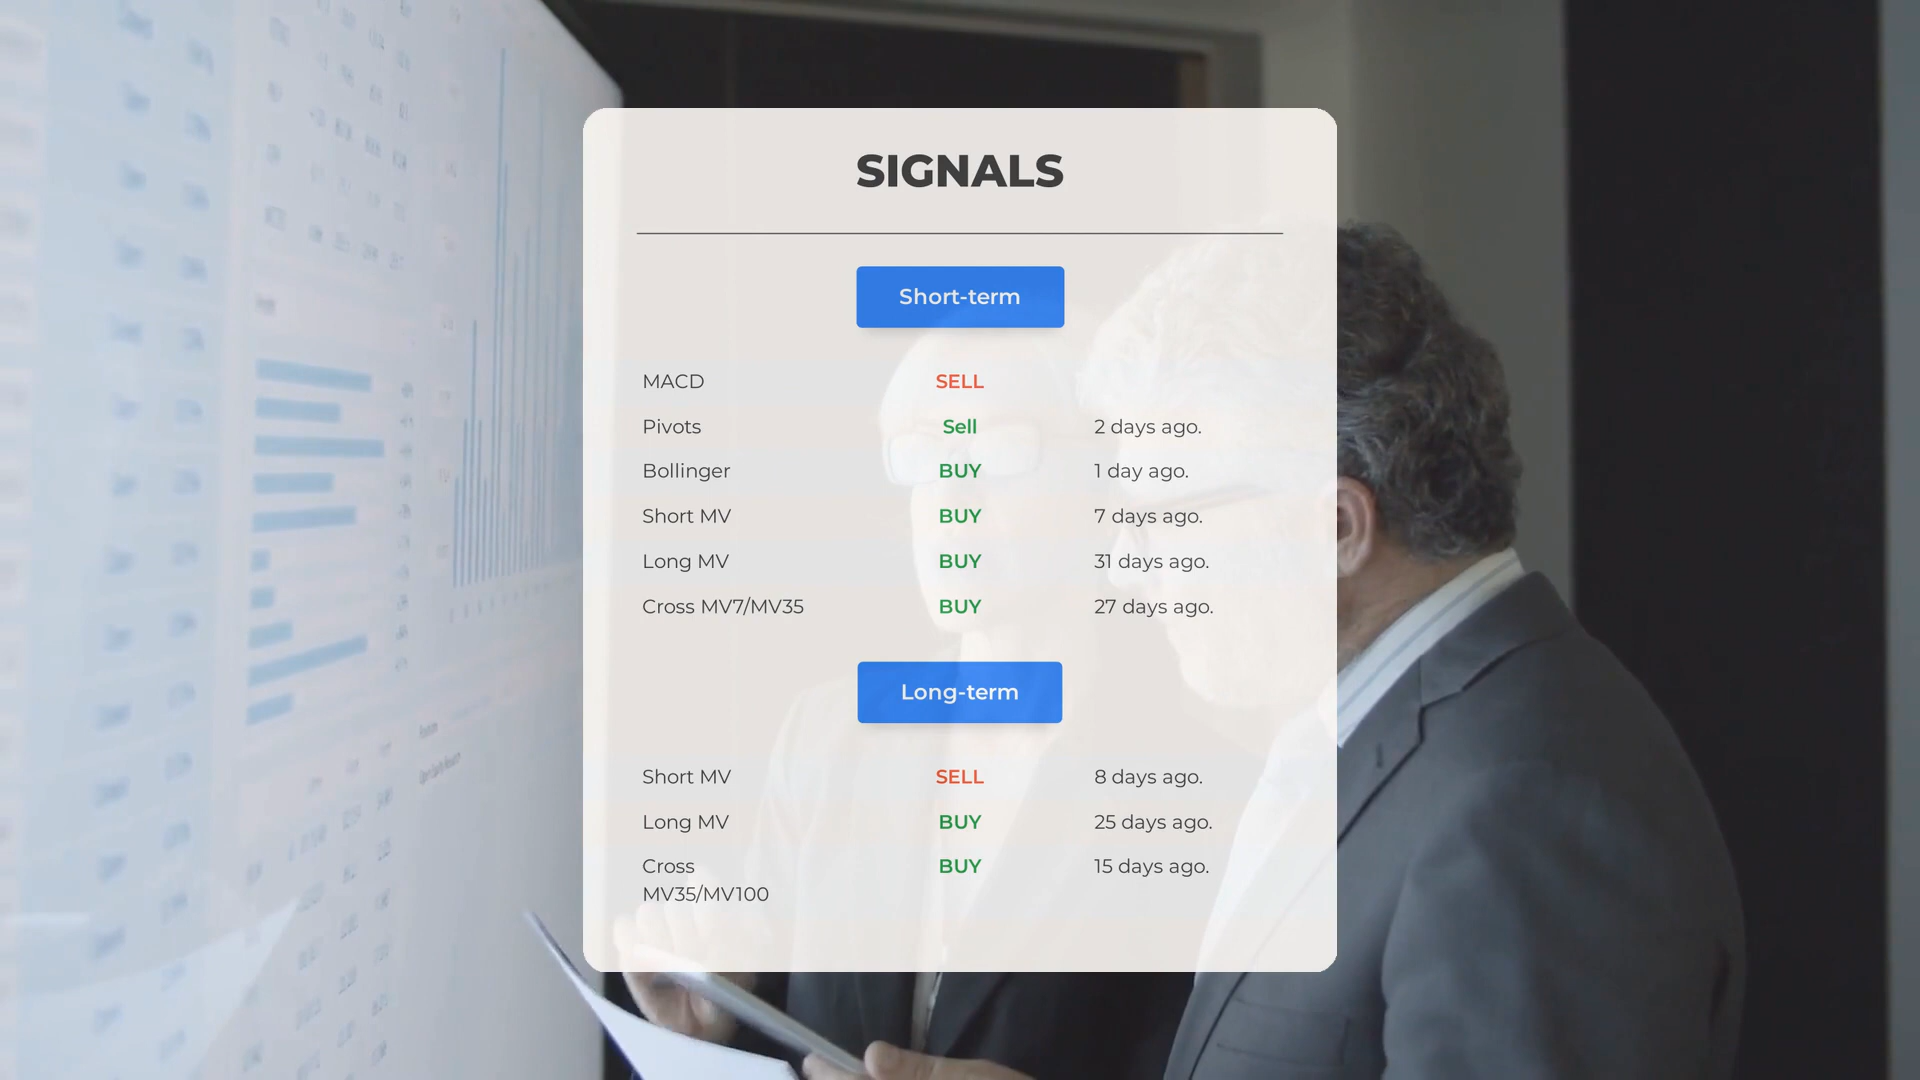 SIGNALS
Short-term
MACD SELL
Pivots Sell 2 days ago.
Bollinger BUY 1 day ago.
Short MV BUY 7 days ago.
Long MV BUY 31 days ago.
Cross MV7/MV35 BUY 27 days ago.
Long-term
Short MV SELL 8 days ago.
Long MV BUY 25 days ago.
Cross BUY 15 days ago.
MV35/MV100